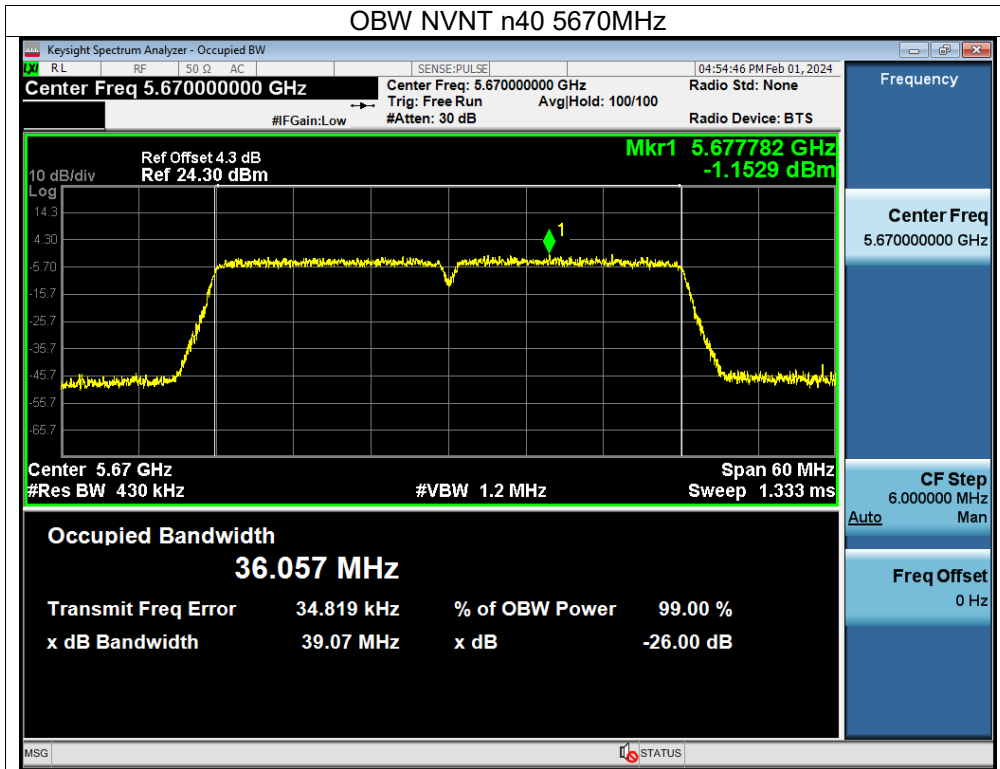 OBW NVNT n40 5670MHz
Keysight Spectrum Analyzer - Occupied BW
LXI RL RF 50 Ω AC SENSE:PULSE 04:54:46 PM Feb 01, 2024
Center Freq 5.670000000 GHz
Center Freq: 5.670000000 GHz Radio Std: None
Trig: Free Run Avg|Hold: 100/100
#IFGain:Low #Atten: 30 dB Radio Device: BTS
Frequency
Mkr1 5.677782 GHz
-1.1529 dBm
Ref Offset 4.3 dB
10 dB/div Ref 24.30 dBm
Log
14.3
4.30
-5.70
-15.7
-25.7
-35.7
-45.7
-55.7
-65.7
1
Center 5.67 GHz Span 60 MHz
#Res BW 430 kHz #VBW 1.2 MHz Sweep 1.333 ms
Occupied Bandwidth
36.057 MHz
Transmit Freq Error 34.819 kHz % of OBW Power 99.00 %
x dB Bandwidth 39.07 MHz x dB -26.00 dB
Center Freq
5.670000000 GHz
CF Step
6.000000 MHz
Auto Man
Freq Offset
0 Hz
MSG STATUS